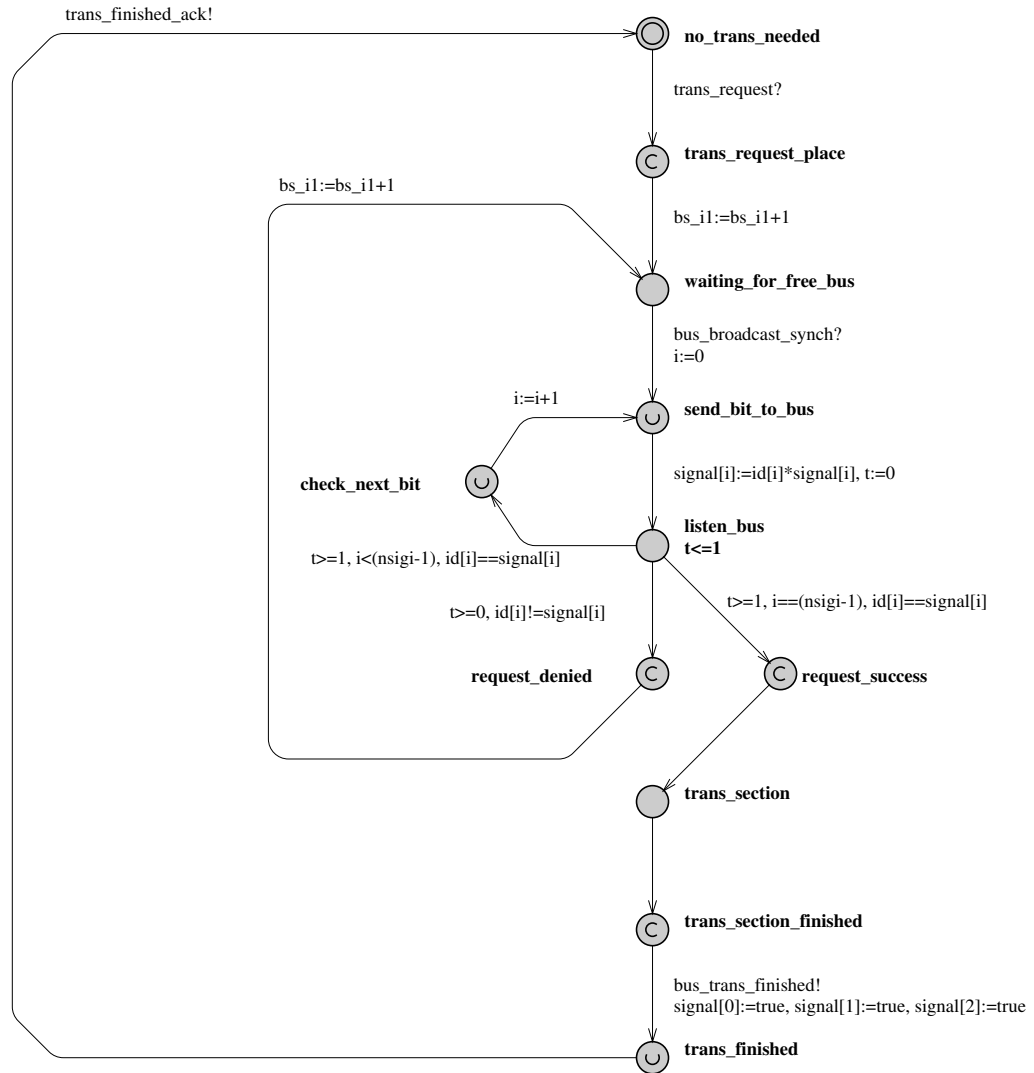 trans_finished_ack!
no_trans_needed
trans_request?
C
trans_request_place
bs_i1:=bs_i1+1
bs_i1:=bs_i1+1
waiting_for_free_bus
bus_broadcast_synch?
i:=0
i:=i+1
U
send_bit_to_bus
check_next_bit
U
signal[i]:=id[i]*signal[i], t:=0
listen_bus
t<=1
t>=1, i<(nsigi-1), id[i]==signal[i]
t>=1, i==(nsigi-1), id[i]==signal[i]
t>=0, id[i]!=signal[i]
request_denied
C
C
request_success
trans_section
C
trans_section_finished
bus_trans_finished!
signal[0]:=true, signal[1]:=true, signal[2]:=true
U
trans_finished